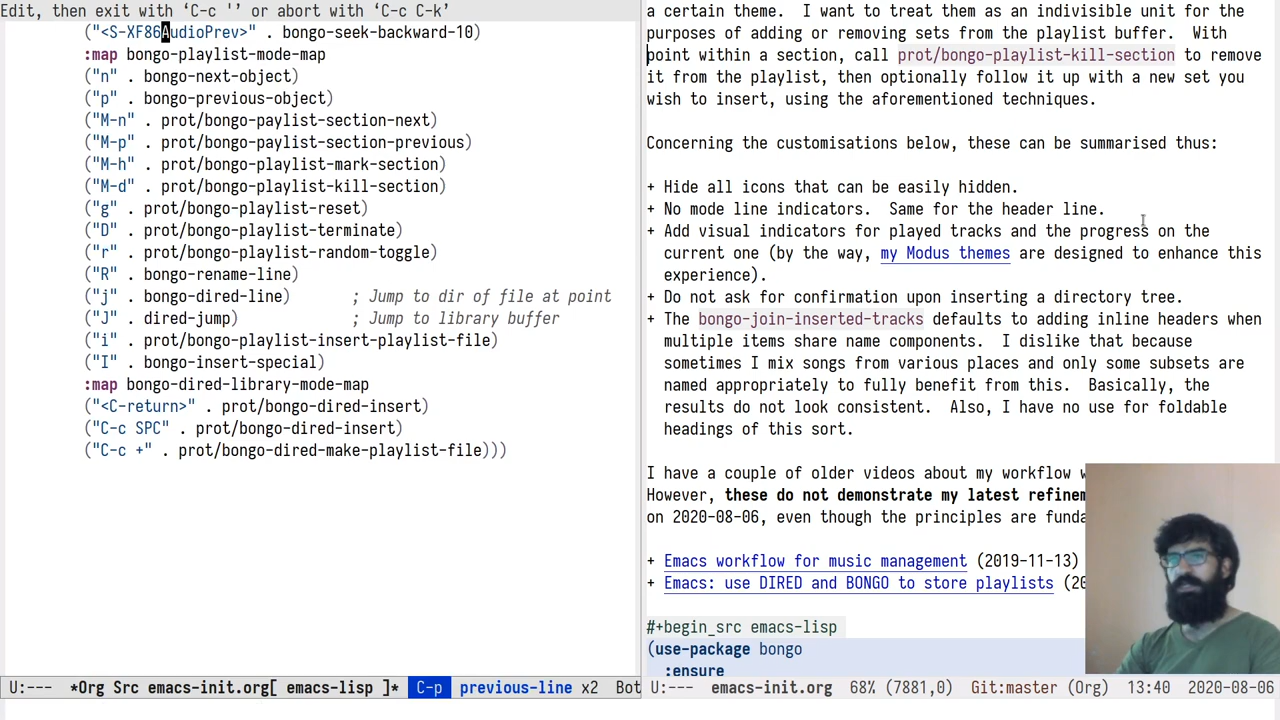 Edit, then exit with ‘C-c '’ or abort with ‘C-c C-k’
("<S-XF86AudioPrev>" . bongo-seek-backward-10)
:map bongo-playlist-mode-map
("n" . bongo-next-object)
("p" . bongo-previous-object)
("M-n" . prot/bongo-paylist-section-next)
("M-p" . prot/bongo-paylist-section-previous)
("M-h" . prot/bongo-playlist-mark-section)
("M-d" . prot/bongo-playlist-kill-section)
("g" . prot/bongo-playlist-reset)
("D" . prot/bongo-playlist-terminate)
("r" . prot/bongo-playlist-random-toggle)
("R" . bongo-rename-line)
("j" . bongo-dired-line)       ; Jump to dir of file at point
("J" . dired-jump)             ; Jump to library buffer
("i" . prot/bongo-playlist-insert-playlist-file)
("I" . bongo-insert-special)
:map bongo-dired-library-mode-map
("<C-return>" . prot/bongo-dired-insert)
("C-c SPC" . prot/bongo-dired-insert)
("C-c +" . prot/bongo-dired-make-playlist-file)))
U:---  *Org Src emacs-init.org[ emacs-lisp ]*  C-p  previous-line x2  Bot
a certain theme.  I want to treat them as an indivisible unit for the
purposes of adding or removing sets from the playlist buffer.  With
point within a section, call prot/bongo-playlist-kill-section to remove
it from the playlist, then optionally follow it up with a new set you
wish to insert, using the aforementioned techniques.
Concerning the customisations below, these can be summarised thus:
+ Hide all icons that can be easily hidden.
+ No mode line indicators.  Same for the header line.
+ Add visual indicators for played tracks and the progress on the
current one (by the way, my Modus themes are designed to enhance this
experience).
+ Do not ask for confirmation upon inserting a directory tree.
+ The bongo-join-inserted-tracks defaults to adding inline headers when
multiple items share name components.  I dislike that because
sometimes I mix songs from various places and only some subsets are
named appropriately to fully benefit from this.  Basically, the
results do not look consistent.  Also, I have no use for foldable
headings of this sort.
I have a couple of older videos about my workflow
However, these do not demonstrate my latest
on 2020-08-06, even though the principles are
+ Emacs workflow for music management (2019-11-13)
+ Emacs: use DIRED and BONGO to store playlists (20
#+begin_src emacs-lisp
(use-package bongo
:ensure
U:---  emacs-init.org  68% (7881,0)  Git:master (Org)  13:40  2020-08-06